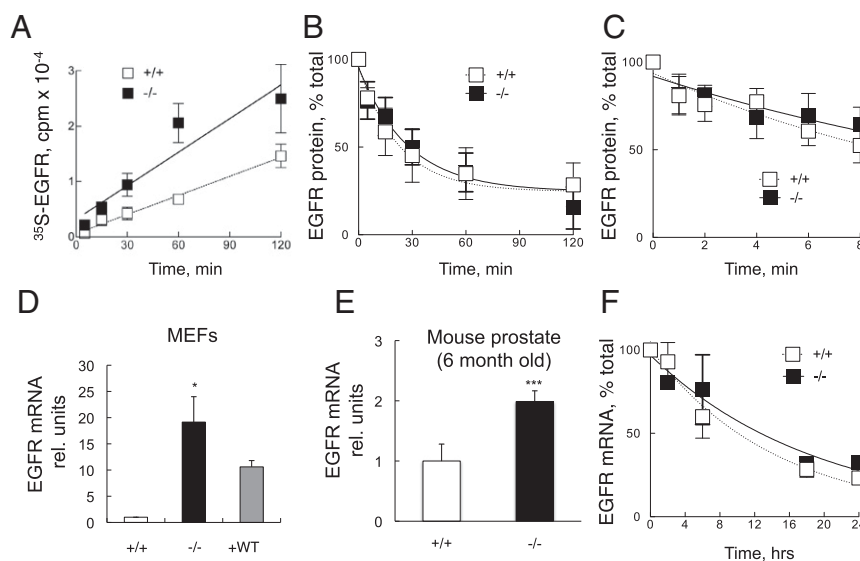 A
35S-EGFR, cpm x 10-4
+/+
-/-
3
2
1
0
0 30 60 90 120
Time, min
B
EGFR protein, % total
+/+
-/-
100
50
0
0 30 60 90 120
Time, min
C
EGFR protein, % total
100
50
0
+/+
-/-
0 2 4 6 8
Time, min
D
MEFs
EGFR mRNA
rel. units
30
25
20
15
10
5
0
*
+/+ -/- +WT
E
Mouse prostate
(6 month old)
EGFR mRNA
rel. units
3
2
1
0
***
+/+ -/-
F
EGFR mRNA, % total
+/+
-/-
100
50
0
0 4 8 12 16 20 24
Time, hrs